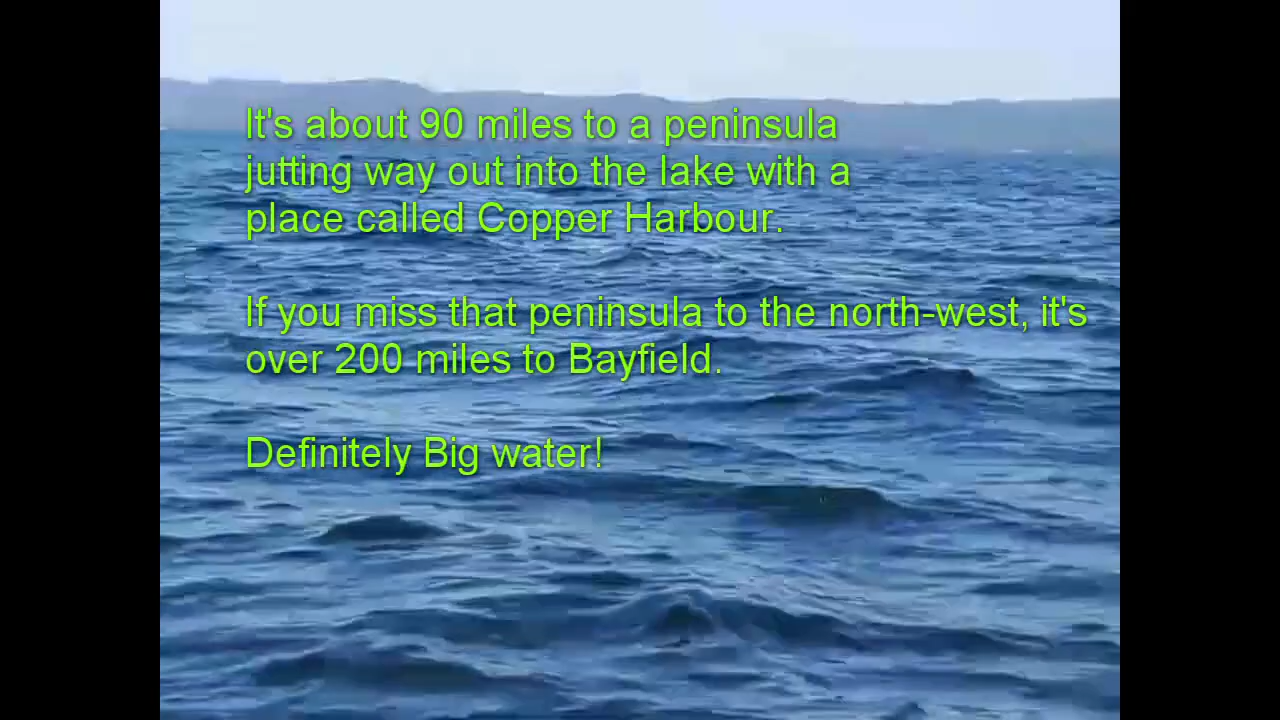 It's about 90 miles to a peninsula
jutting way out into the lake with a
place called Copper Harbour.
If you miss that peninsula to the north-west, it's
over 200 miles to Bayfield.
Definitely Big water!